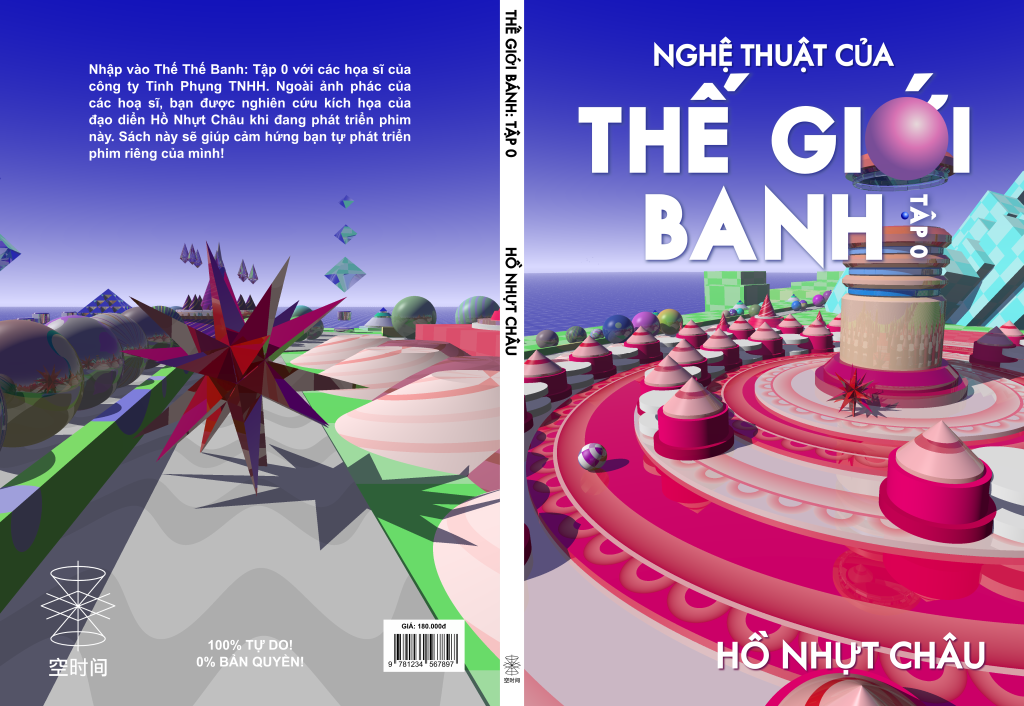 Nhập vào Thế Thế Banh: Tập 0 với các họa sĩ của
công ty Tinh Phụng TNHH. Ngoài ảnh phác của
các hoạ sĩ, bạn được nghiên cứu kích họa của
đạo diển Hồ Nhựt Châu khi đang phát triển phim
này. Sách này sẽ giúp cảm hứng bạn tự phát triển
phim riêng của mình!
空时间
100% TỰ DO!
0% BẢN QUYỀN!
GIÁ: 180.000đ
9 781234 567897
THẾ GIỚI BÁNH: TẬP 0
HỒ NHỰT CHÂU
空时间
NGHỆ THUẬT CỦA
THẾ GIỚI
BANH
TẬP 0
HỒ NHỰT CHÂU